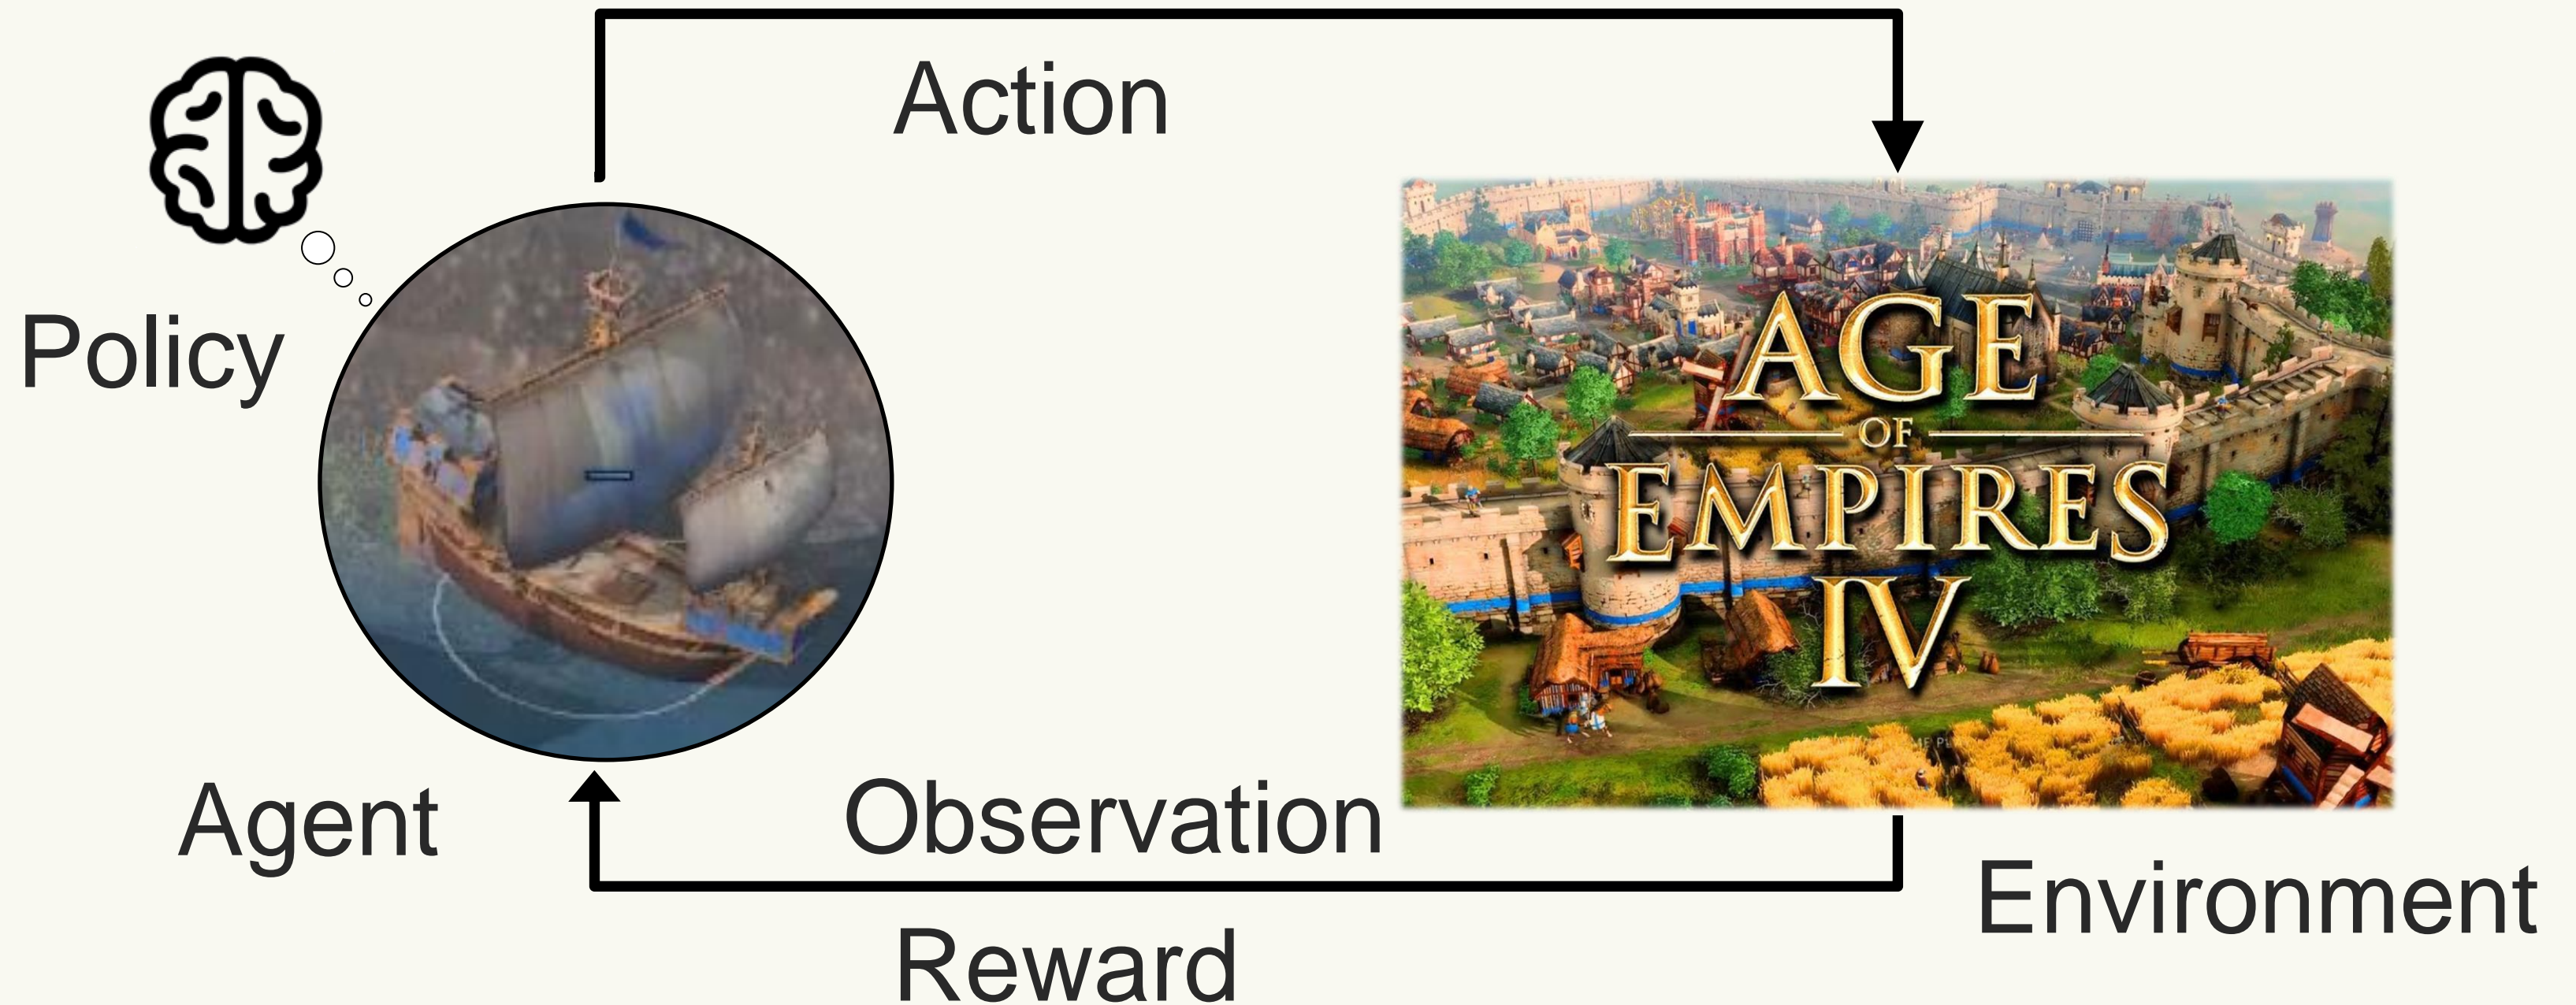 Action
Policy
AGE
OF
EMPIRES
IV
Agent
Observation
Environment
Reward